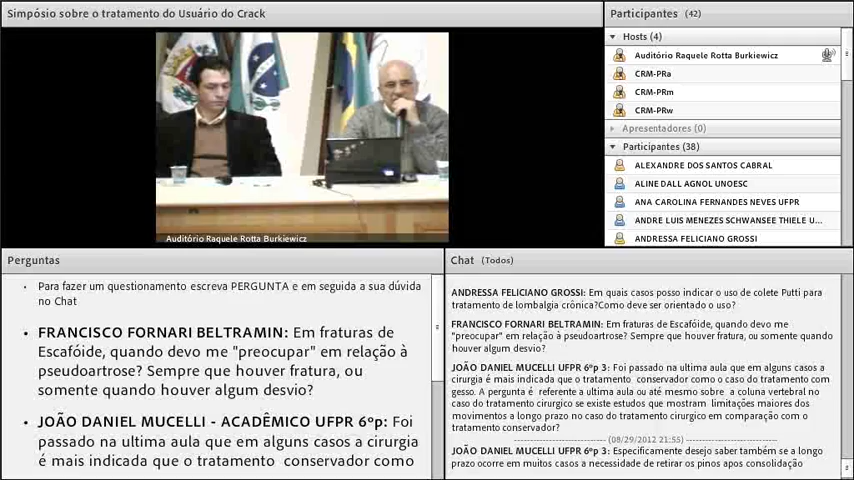 Simpósio sobre o tratamento do Usuário do Crack
Auditório Raquele Rotta Burkiewicz
Participantes (42)
Hosts (4)
Auditório Raquele Rotta Burkiewicz
CRM-PRa
CRM-PRm
CRM-PRw
Apresentadores (0)
Participantes (38)
ALEXANDRE DOS SANTOS CABRAL
ALINE DALL AGNOL UNOESC
ANA CAROLINA FERNANDES NEVES UFPR
ANDRE LUIS MENEZES SCHWANSEE THIELE U...
ANDRESSA FELICIANO GROSSI
Perguntas
• Para fazer um questionamento escreva PERGUNTA e em seguida a sua dúvida
no Chat
• FRANCISCO FORNARI BELTRAMIN: Em fraturas de
Escafóide, quando devo me "preocupar" em relação à
pseudoartrose? Sempre que houver fratura, ou
somente quando houver algum desvio?
• JOÃO DANIEL MUCELLI - ACADÊMICO UFPR 6ºp: Foi
passado na ultima aula que em alguns casos a cirurgia
é mais indicada que o tratamento conservador como
Chat (Todos)
ANDRESSA FELICIANO GROSSI: Em quais casos posso indicar o uso de colete Putti para
tratamento de lombalgia crônica?Como deve ser orientado o uso?
FRANCISCO FORNARI BELTRAMIN: Em fraturas de Escafóide, quando devo me
"preocupar" em relação à pseudoartrose? Sempre que houver fratura, ou somente quando
houver algum desvio?
JOÃO DANIEL MUCELLI UFPR 6ºp 3: Foi passado na ultima aula que em alguns casos a
cirurgia é mais indicada que o tratamento conservador como o caso do tratamento com
gesso. A pergunta é referente a ultima aula ou até mesmo sobre a coluna vertebral no
caso do tratamento cirurgico se existe estudos que mostram limitações maiores dos
movimentos a longo prazo no caso do tratamento cirurgico em comparação com o
tratamento conservador?
(08/29/2012 21:55)
JOÃO DANIEL MUCELLI UFPR 6ºp 3: Especificamente desejo saber também se a longo
prazo ocorre em muitos casos a necessidade de retirar os pinos apos consolidação